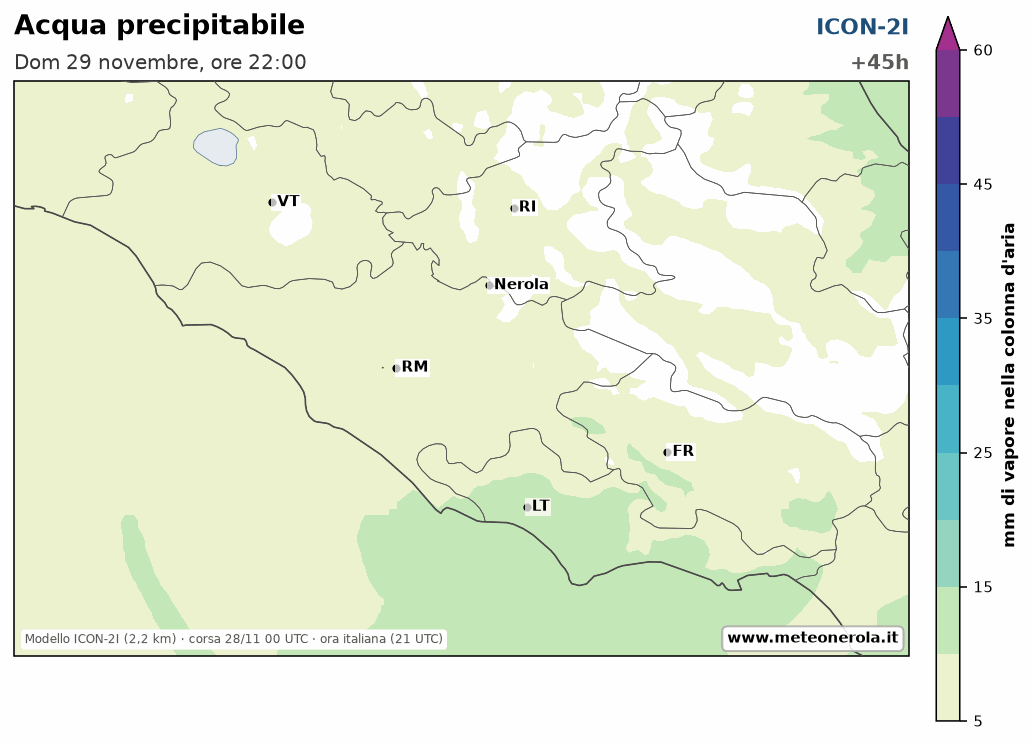 Acqua precipitabile
ICON-2I
Dom 29 novembre, ore 22:00
+45h
60
45
35
25
15
5
mm di vapore nella colonna d'aria
VT
RI
Nerola
RM
FR
LT
Modello ICON-2I (2,2 km) · corsa 28/11 00 UTC · ora italiana (21 UTC)
www.meteonerola.it